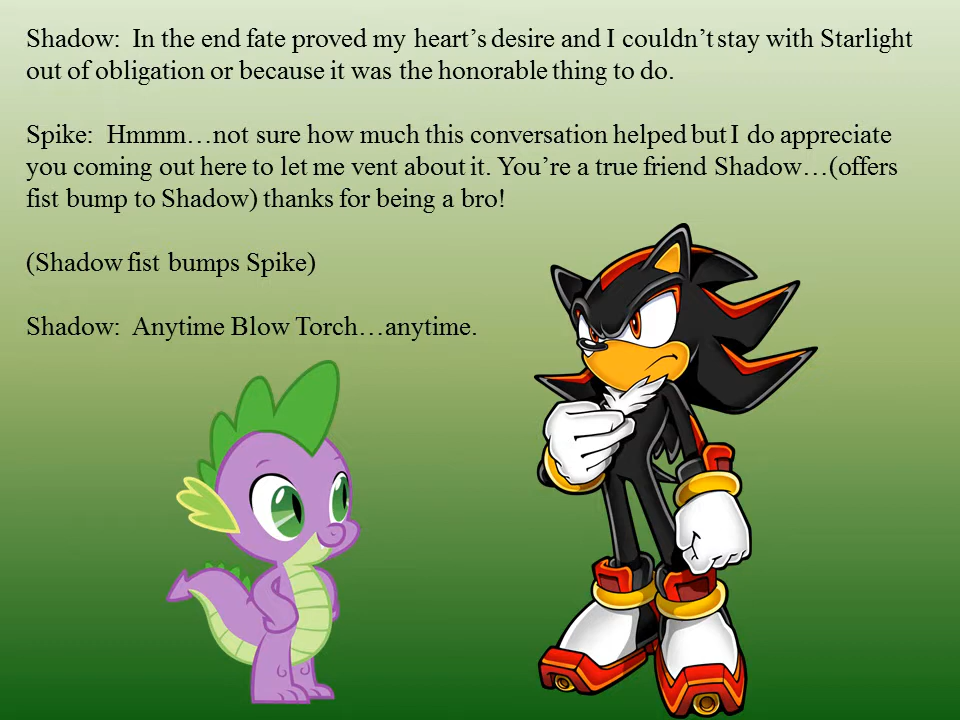 Shadow:  In the end fate proved my heart’s desire and I couldn’t stay with Starlight
out of obligation or because it was the honorable thing to do.
Spike:  Hmmm…not sure how much this conversation helped but I do appreciate
you coming out here to let me vent about it. You’re a true friend Shadow…(offers
fist bump to Shadow) thanks for being a bro!
(Shadow fist bumps Spike)
Shadow:  Anytime Blow Torch…anytime.